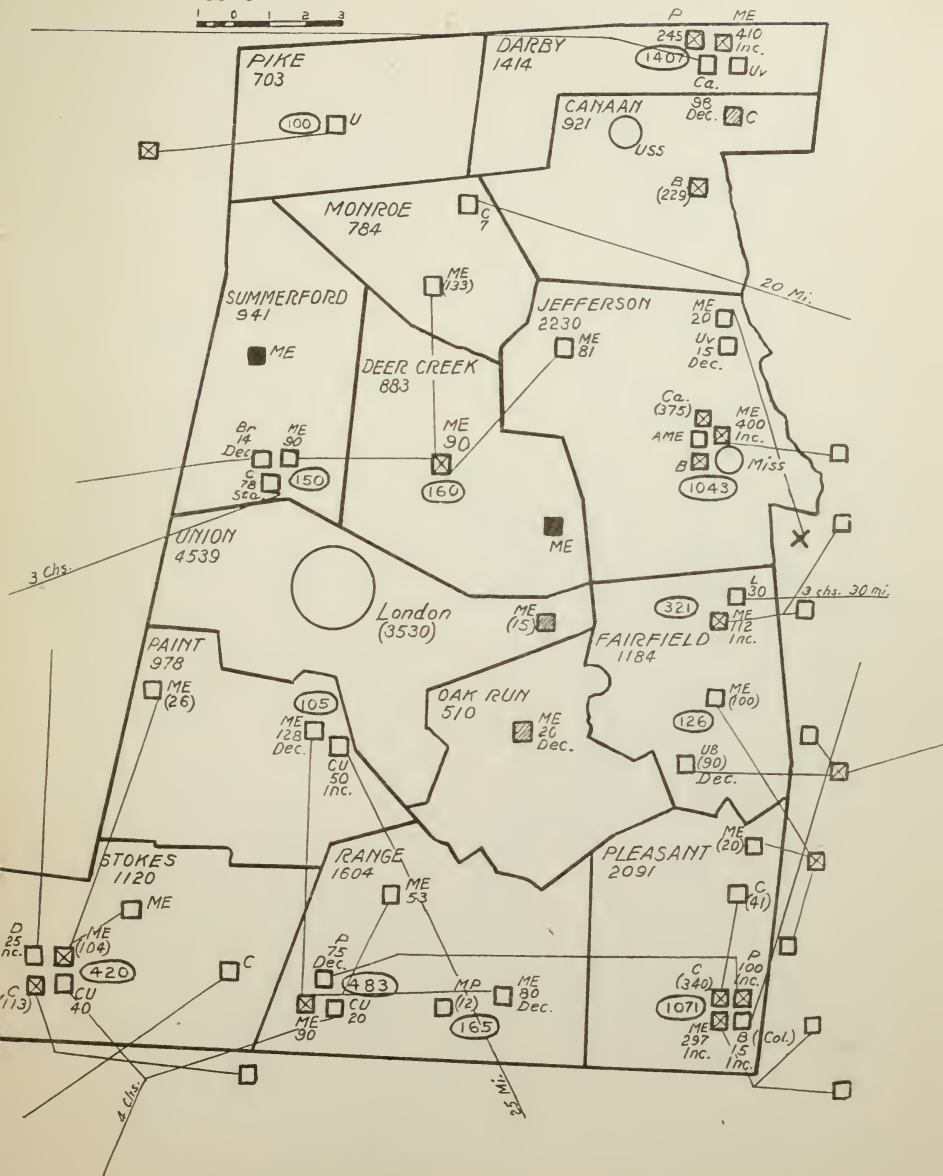 1 0 1 2 3
P
245
ME
410
Inc.
1407
Ca.
Uv
DARBY
1414
PIKE
703
100
U
CANAAN
921
USS
98
Dec.
C
B
(229)
MONROE
784
C
7
20 Mi.
ME
(133)
SUMMERFORD
941
ME
JEFFERSON
2230
ME
20
Uv
15
Dec.
ME
81
DEER CREEK
883
Ca.
(375)
ME
400
Inc.
AME
B
Miss
1043
Br
14
Dec
ME
90
C
78
Sta.
150
ME
90
160
ME
UNION
4539
3 Chs.
London
(3530)
ME
(15)
L
30
3 chs. 30 mi.
321
ME
112
Inc.
FAIRFIELD
1184
PAINT
978
ME
(26)
105
ME
128
Dec.
CU
50
Inc.
OAK RUN
510
ME
20
Dec.
ME
(100)
126
UB
(90)
Dec.
STOKES
1120
ME
RANGE
1604
ME
53
PLEASANT
2091
ME
(20)
C
(41)
D
25
nc.
ME
(104)
420
C
(113)
CU
40
C
P
75
Dec.
483
ME
90
CU
20
MP
(12)
165
ME
80
Dec.
C
(340)
P
100
Inc.
1071
ME
297
Inc.
B (Col.)
15
Inc.
4 Chs.
25 Mi.